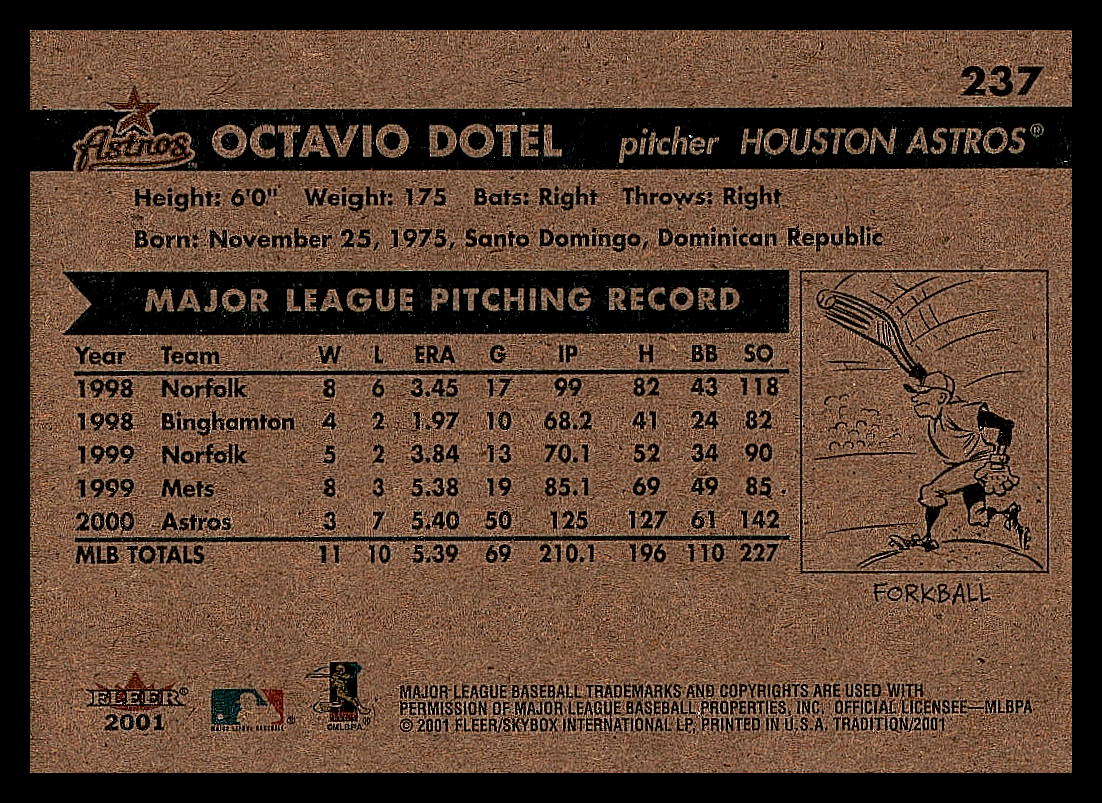 237
Astros OCTAVIO DOTEL pitcher HOUSTON ASTROS®
Height: 6'0" Weight: 175 Bats: Right Throws: Right
Born: November 25, 1975, Santo Domingo, Dominican Republic
MAJOR LEAGUE PITCHING RECORD
Year Team W L ERA G IP H BB SO
1998 Norfolk 8 6 3.45 17 99 82 43 118
1998 Binghamton 4 2 1.97 10 68.2 41 24 82
1999 Norfolk 5 2 3.84 13 70.1 52 34 90
1999 Mets 8 3 5.38 19 85.1 69 49 85
2000 Astros 3 7 5.40 50 125 127 61 142
MLB TOTALS 11 10 5.39 69 210.1 196 110 227
FORKBALL
FLEER®
2001
MAJOR LEAGUE BASEBALL
©MLBPA
MAJOR LEAGUE BASEBALL TRADEMARKS AND COPYRIGHTS ARE USED WITH
PERMISSION OF MAJOR LEAGUE BASEBALL PROPERTIES, INC. OFFICIAL LICENSEE—MLBPA
© 2001 FLEER/SKYBOX INTERNATIONAL LP, PRINTED IN U.S.A. TRADITION/2001